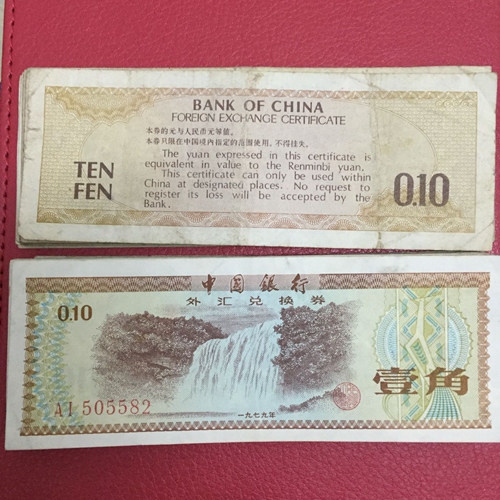 BANK OF CHINA
FOREIGN EXCHANGE CERTIFICATE
本券的元与人民币元等值。
本券只限在中国境内指定的范围使用，不得挂失。
TEN
FEN
The yuan expressed in this certificate is
equivalent in value to the Renminbi yuan.
This certificate can only be used within
China at designated places. No request to
register its loss will be accepted by the
Bank.
0.10
中国銀行
外汇兑换券
0.10
壹角
AI 505582
一九七九年